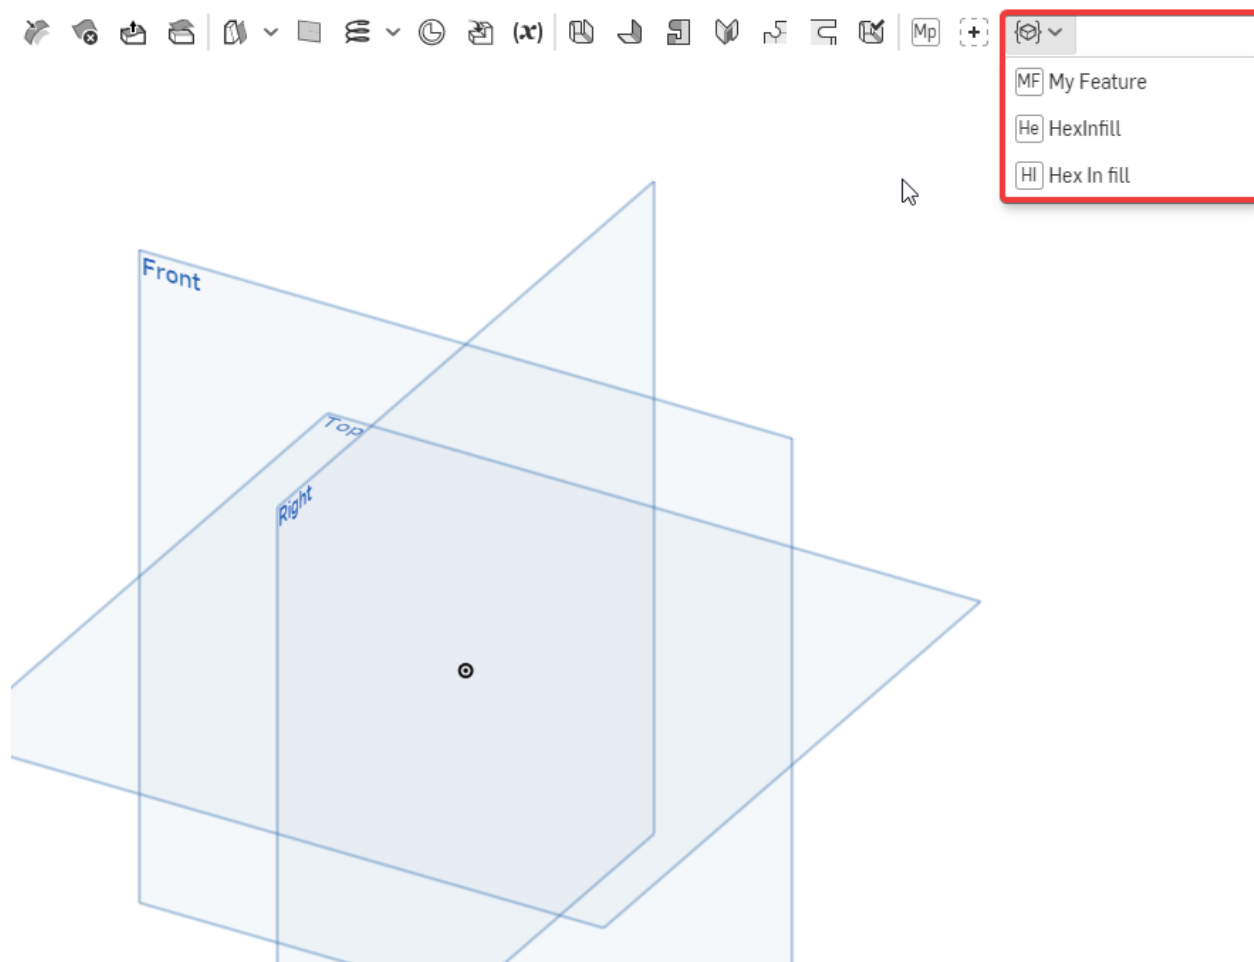 (x)
Mp
MF My Feature
He HexInfill
HI Hex In fill
Front
Top
Right